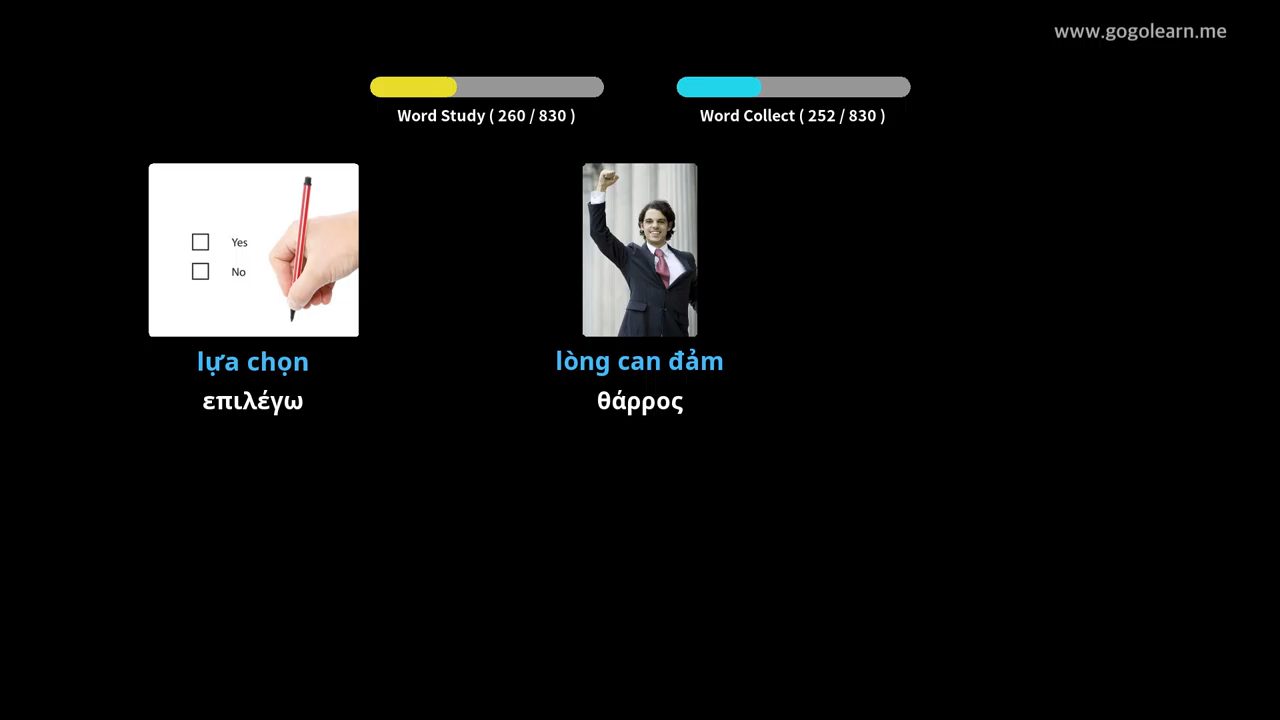 www.gogolearn.me
Word Study ( 260 / 830 )
Word Collect ( 252 / 830 )
Yes
No
lựa chọn
επιλέγω
lòng can đảm
θάρρος